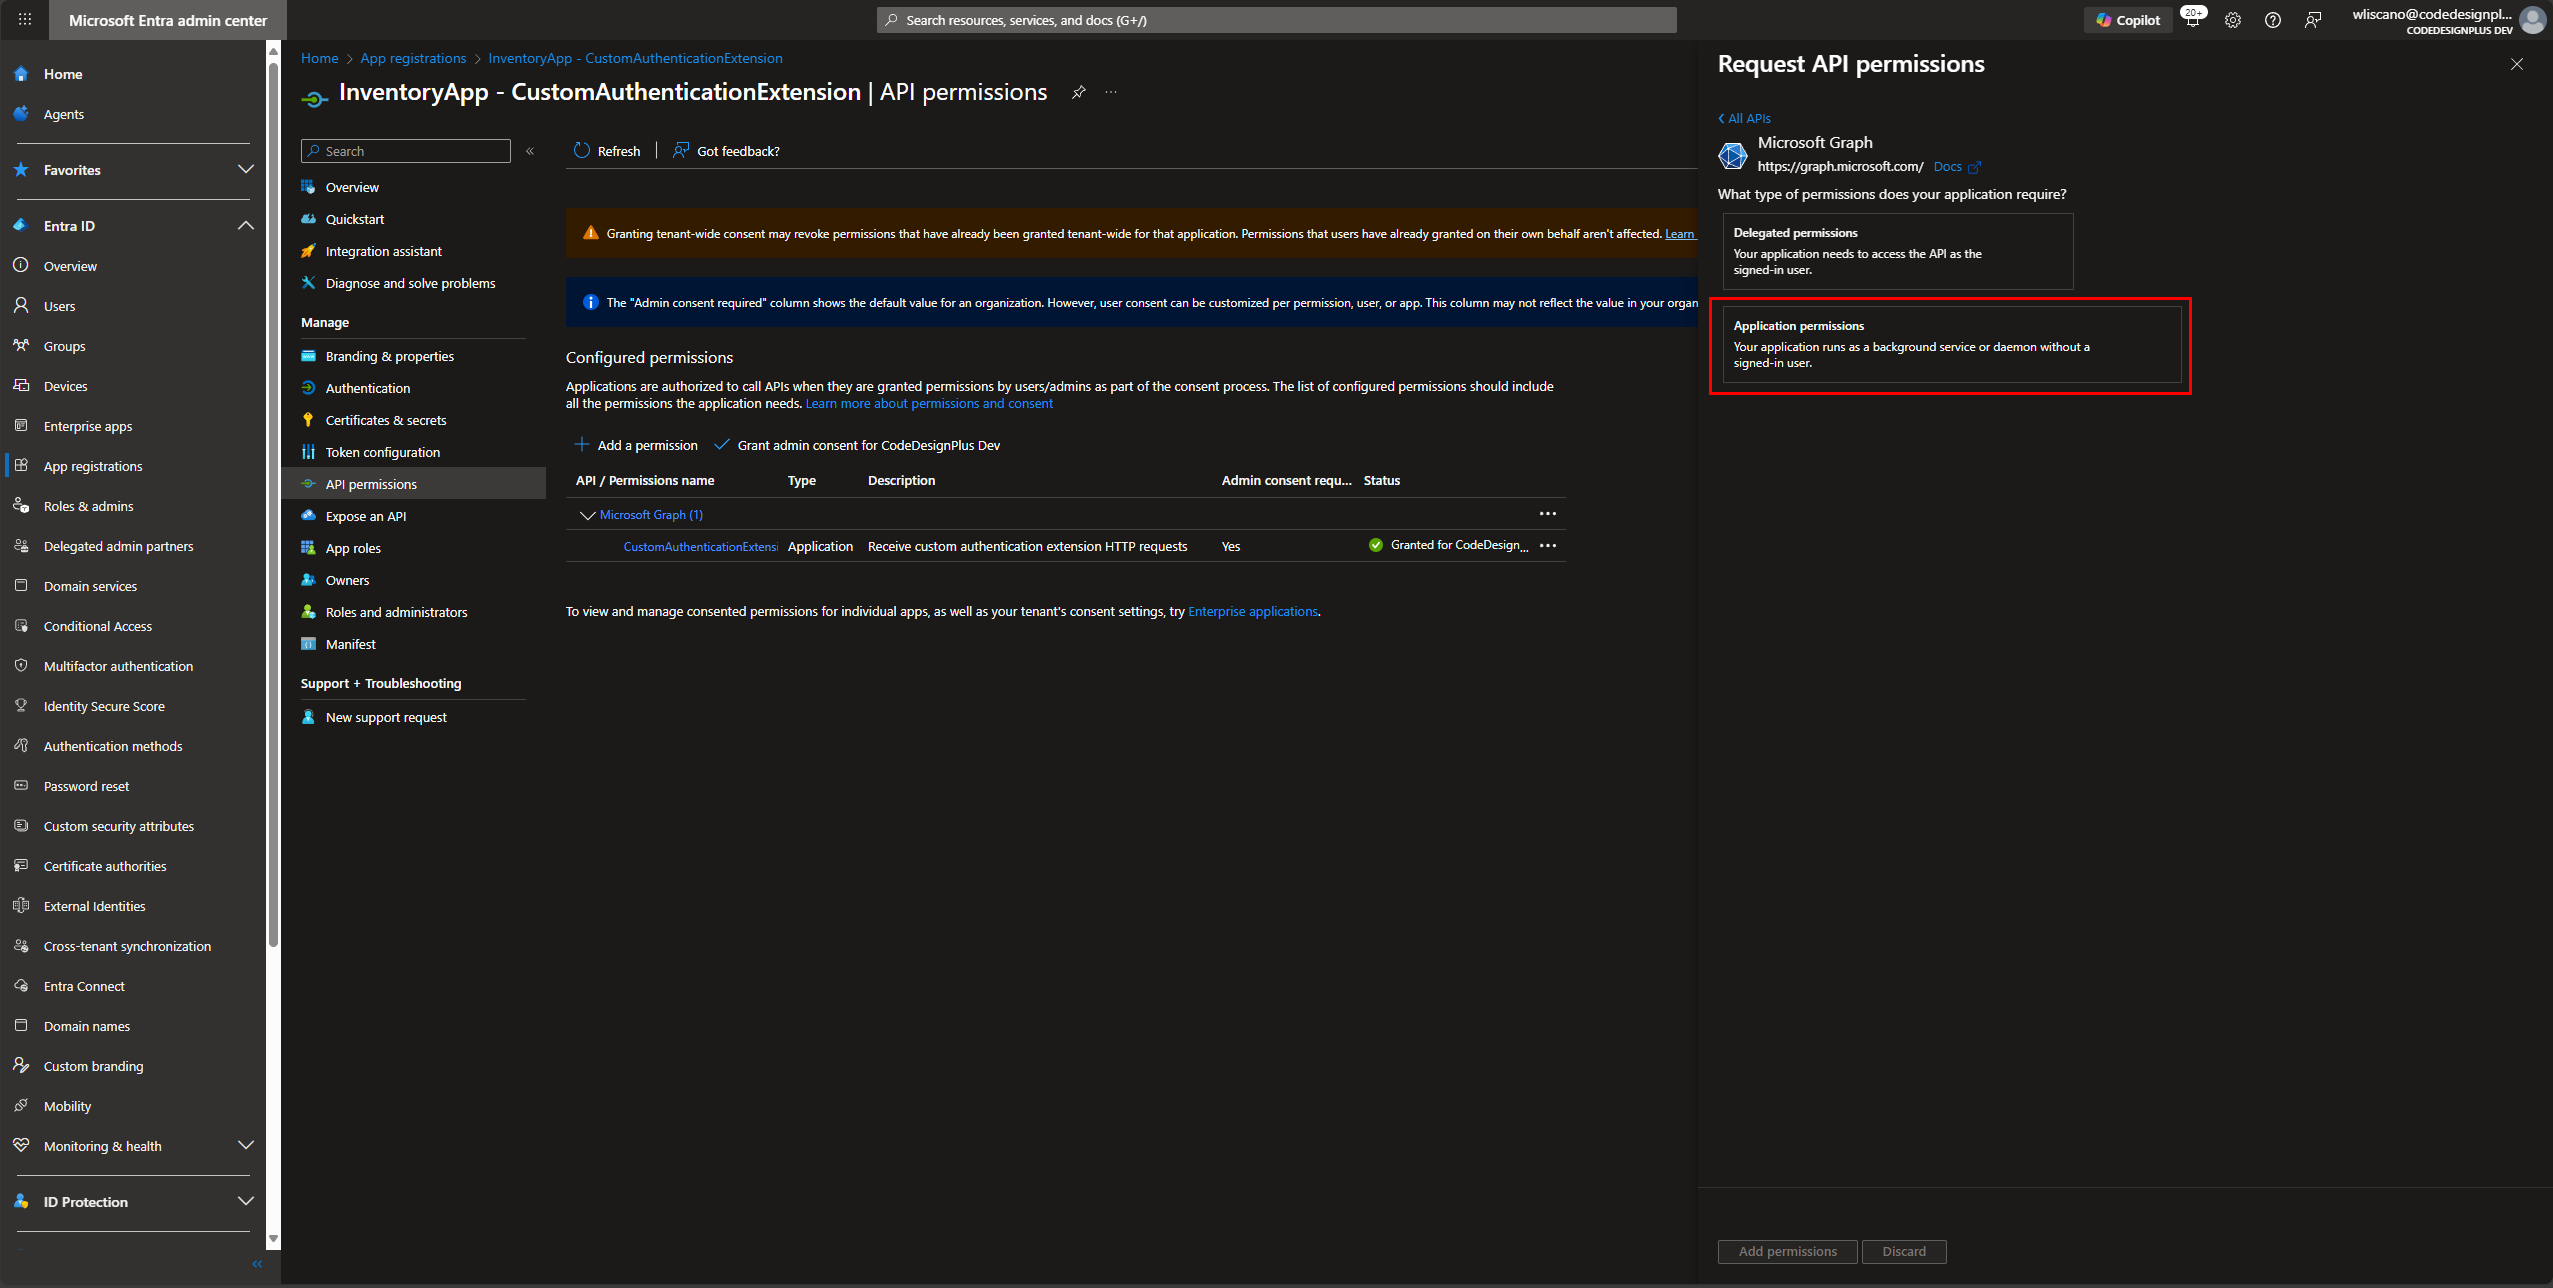 Microsoft Entra admin center
Search resources, services, and docs (G+/)
Copilot
20+
wliscano@codedesignpl...
CODEDESIGNPLUS DEV
Home
Agents
Favorites
Entra ID
Overview
Users
Groups
Devices
Enterprise apps
App registrations
Roles & admins
Delegated admin partners
Domain services
Conditional Access
Multifactor authentication
Identity Secure Score
Authentication methods
Password reset
Custom security attributes
Certificate authorities
External Identities
Cross-tenant synchronization
Entra Connect
Domain names
Custom branding
Mobility
Monitoring & health
ID Protection
Home > App registrations > InventoryApp - CustomAuthenticationExtension
InventoryApp - CustomAuthenticationExtension | API permissions
Search
Overview
Quickstart
Integration assistant
Diagnose and solve problems
Manage
Branding & properties
Authentication
Certificates & secrets
Token configuration
API permissions
Expose an API
App roles
Owners
Roles and administrators
Manifest
Support + Troubleshooting
New support request
Refresh
Got feedback?
Granting tenant-wide consent may revoke permissions that have already been granted tenant-wide for that application. Permissions that users have already granted on their own behalf aren't affected. Learn
The "Admin consent required" column shows the default value for an organization. However, user consent can be customized per permission, user, or app. This column may not reflect the value in your organ
Configured permissions
Applications are authorized to call APIs when they are granted permissions by users/admins as part of the consent process. The list of configured permissions should include
all the permissions the application needs. Learn more about permissions and consent
Add a permission
Grant admin consent for CodeDesignPlus Dev
API / Permissions name Type Description Admin consent requ... Status
Microsoft Graph (1)
CustomAuthenticationExtensi Application Receive custom authentication extension HTTP requests Yes Granted for CodeDesign...
To view and manage consented permissions for individual apps, as well as your tenant's consent settings, try Enterprise applications.
Request API permissions
All APIs
Microsoft Graph
https://graph.microsoft.com/ Docs
What type of permissions does your application require?
Delegated permissions
Your application needs to access the API as the
signed-in user.
Application permissions
Your application runs as a background service or daemon without a
signed-in user.
Add permissions
Discard